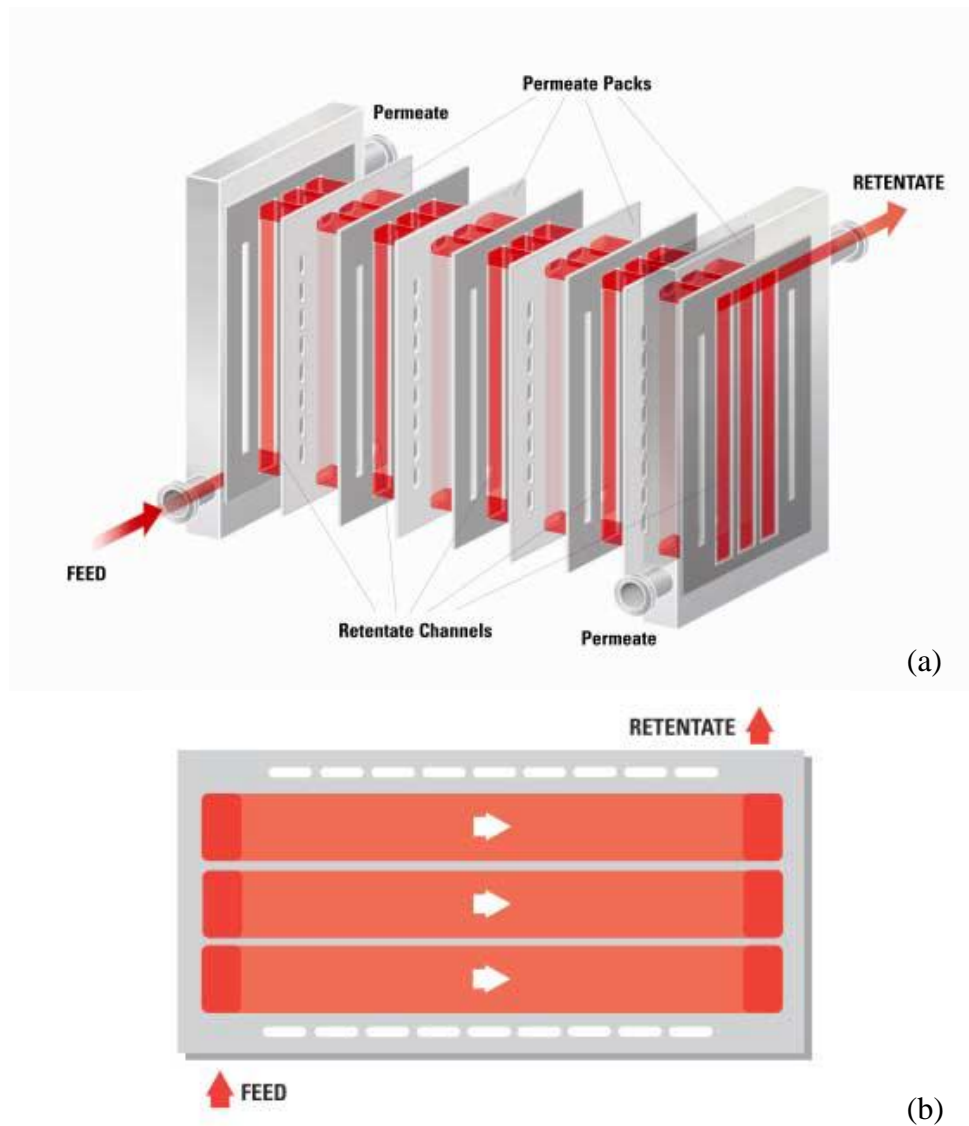 Permeate Packs
Permeate
RETENTATE
FEED
Retentate Channels
Permeate
(a)
RETENTATE
FEED
(b)